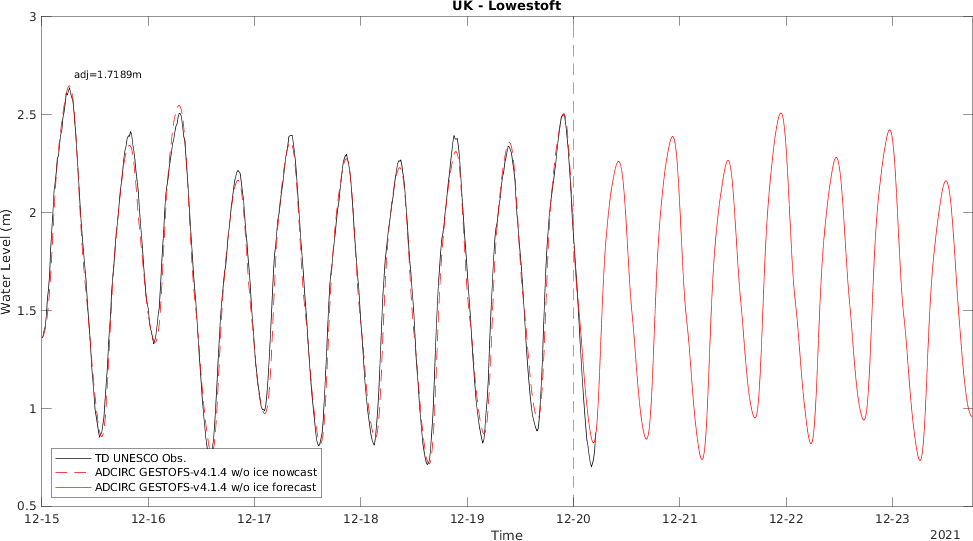 UK - Lowestoft
adj=1.7189m
Water Level (m)
3
2.5
2
1.5
1
0.5
TD UNESCO Obs.
ADCIRC GESTOFS-v4.1.4 w/o ice nowcast
ADCIRC GESTOFS-v4.1.4 w/o ice forecast
12-15 12-16 12-17 12-18 12-19 12-20 12-21 12-22 12-23
Time
2021